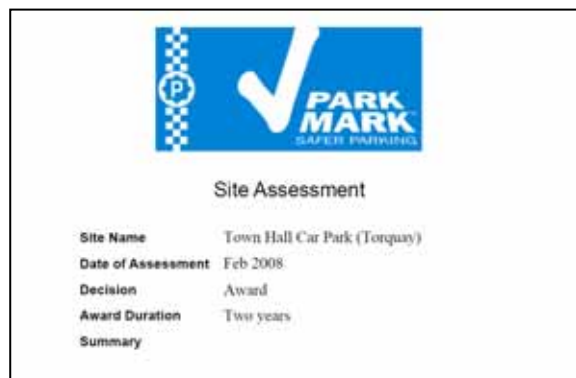 P
PARK
MARK™
SAFER PARKING
Site Assessment
Site Name Town Hall Car Park (Torquay)
Date of Assessment Feb 2008
Decision Award
Award Duration Two years
Summary